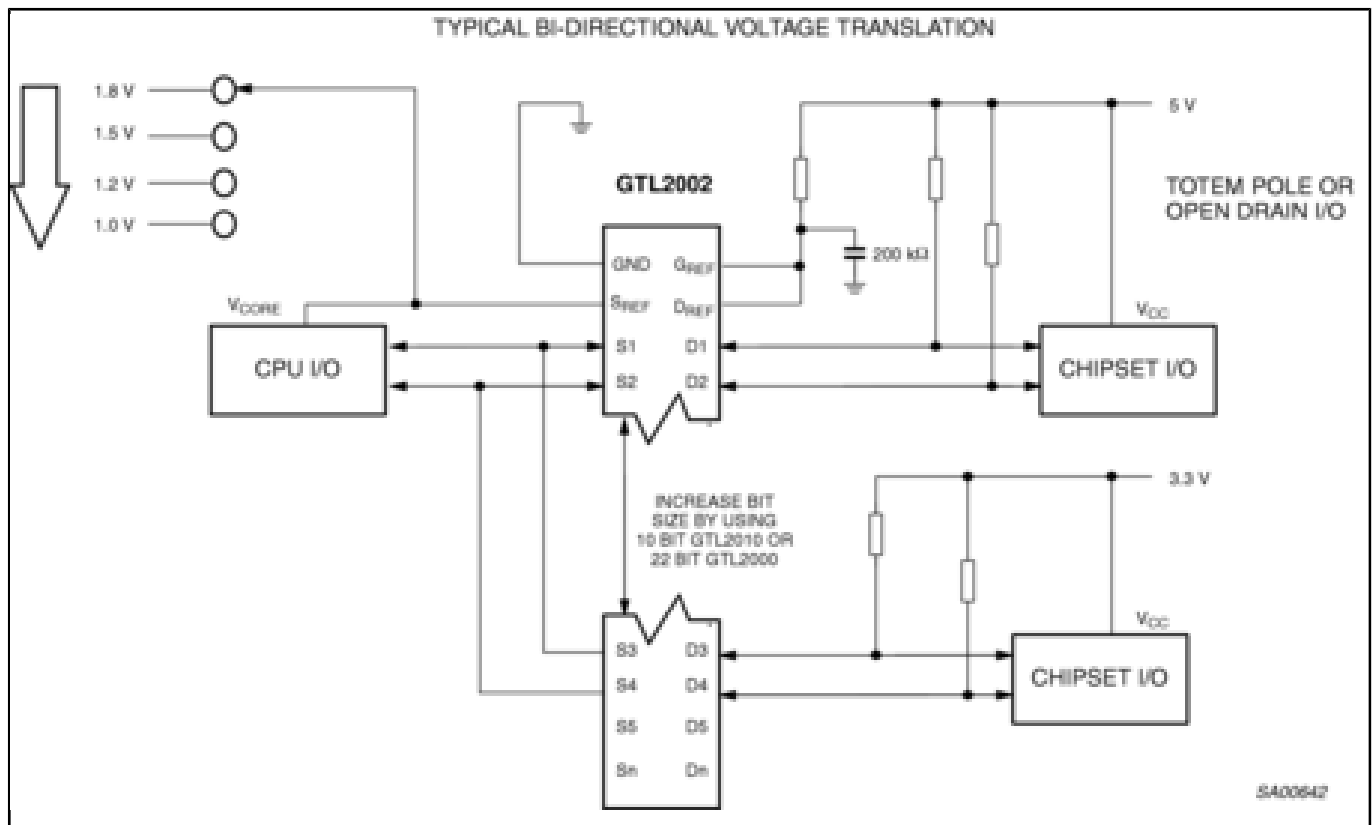 TYPICAL BI-DIRECTIONAL VOLTAGE TRANSLATION
1.8 V
1.5 V
1.2 V
1.0 V
5 V
TOTEM POLE OR
OPEN DRAIN I/O
GTL2002
200 kΩ
GND
GREF
SREF
DREF
S1
D1
S2
D2
VCORE
CPU I/O
VCC
CHIPSET I/O
INCREASE BIT
SIZE BY USING
10 BIT GTL2010 OR
22 BIT GTL2000
3.3 V
VCC
CHIPSET I/O
S3
D3
S4
D4
S5
D5
Sn
Dn
SA00642